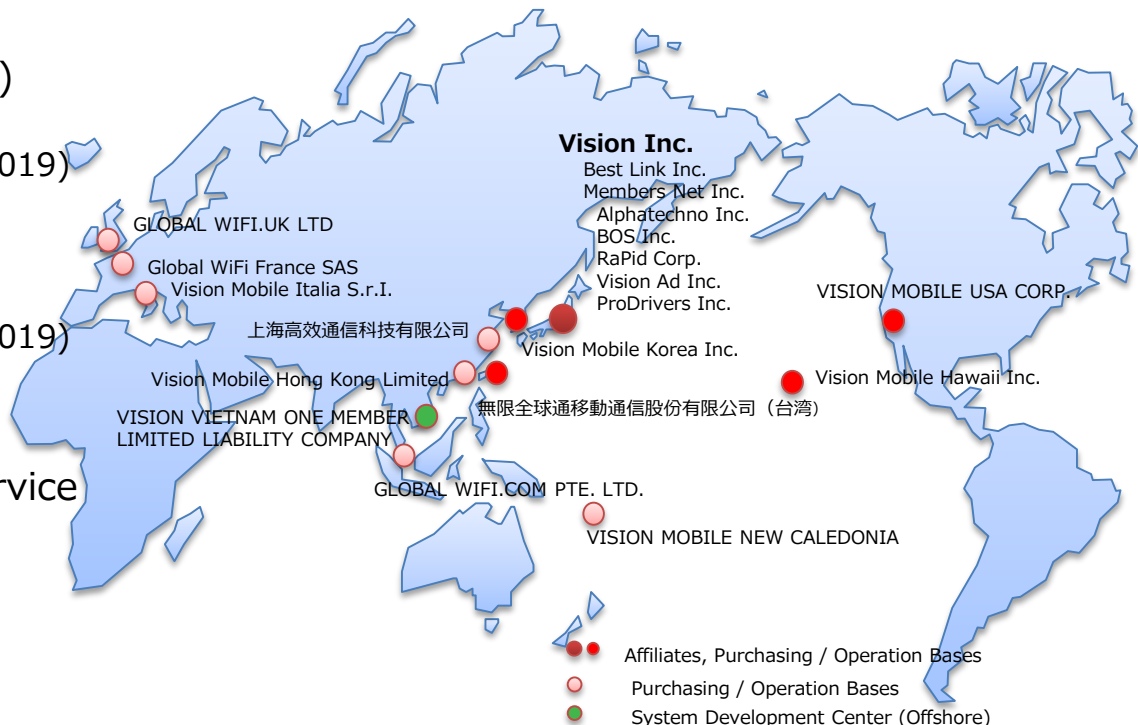 )
019)
019)
rvice
Vision Inc.
Best Link Inc.
Members Net Inc.
Alphatechno Inc.
BOS Inc.
RaPid Corp.
Vision Ad Inc.
ProDrivers Inc.
GLOBAL WIFI.UK LTD
Global WiFi France SAS
Vision Mobile Italia S.r.I.
VISION MOBILE USA CORP.
上海高效通信科技有限公司
Vision Mobile Korea Inc.
Vision Mobile Hong Kong Limited
Vision Mobile Hawaii Inc.
無限全球通移動通信股份有限公司（台湾）
VISION VIETNAM ONE MEMBER
LIMITED LIABILITY COMPANY
GLOBAL WIFI.COM PTE. LTD.
VISION MOBILE NEW CALEDONIA
Affiliates, Purchasing / Operation Bases
Purchasing / Operation Bases
System Development Center (Offshore)